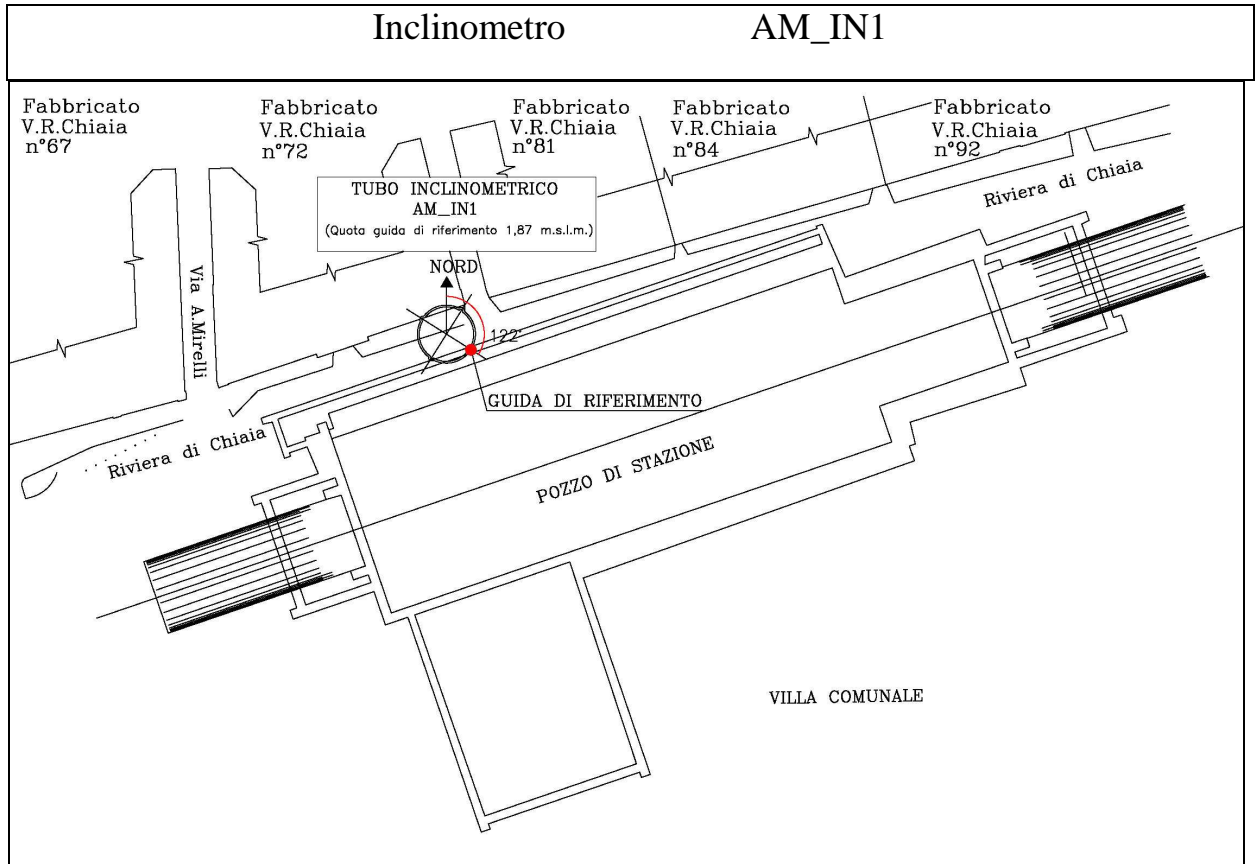 Inclinometro AM_IN1
Fabbricato
V.R.Chiaia
n°67
Fabbricato
V.R.Chiaia
n°72
Fabbricato
V.R.Chiaia
n°81
Fabbricato
V.R.Chiaia
n°84
Fabbricato
V.R.Chiaia
n°92
TUBO INCLINOMETRICO
AM_IN1
(Quota guida di riferimento 1,87 m.s.l.m.)
Riviera di Chiaia
NORD
Via A.Mirelli
122°
GUIDA DI RIFERIMENTO
Riviera di Chiaia
POZZO DI STAZIONE
VILLA COMUNALE